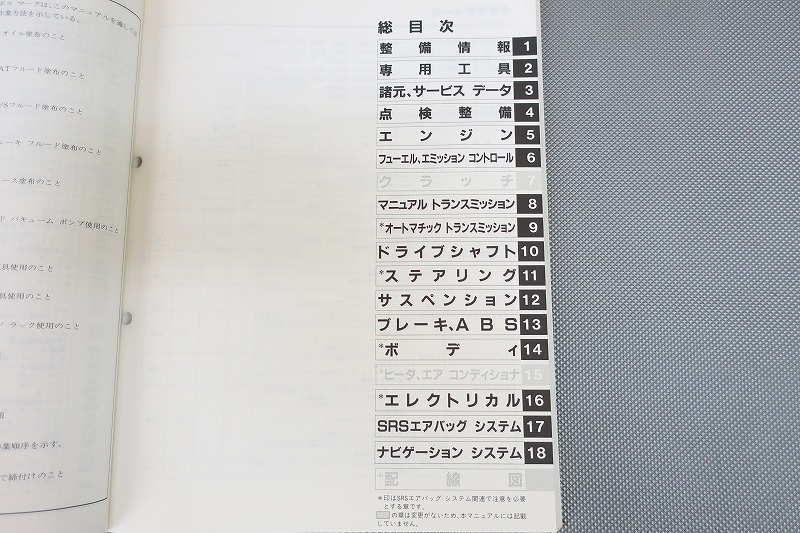 オイル塗布のこと
ATフルード塗布のこと
/Sフルード塗布のこと
レーキ フルード塗布のこと
ース塗布のこと
ド バキューム ポンプ使用のこと
具使用のこと
具使用のこと
ラック使用のこと
業順序を示す。
で締付けのこと
総目次
整備情報 1
専用工具 2
諸元、サービス データ 3
点検整備 4
エンジン 5
フューエル、エミッション コントロール 6
クラッチ 7
マニュアル トランスミッション 8
*オートマチック トランスミッション 9
ドライブシャフト 10
*ステアリング 11
サスペンション 12
ブレーキ、ABS 13
*ボディ 14
*ヒータ、エア コンディショナ 15
*エレクトリカル 16
SRSエアバッグ システム 17
ナビゲーション システム 18
*配線図
*印はSRSエアバッグ システム関連で注意を必要
とする章です。
の章は変更がないため、本マニュアルには記載
していません。